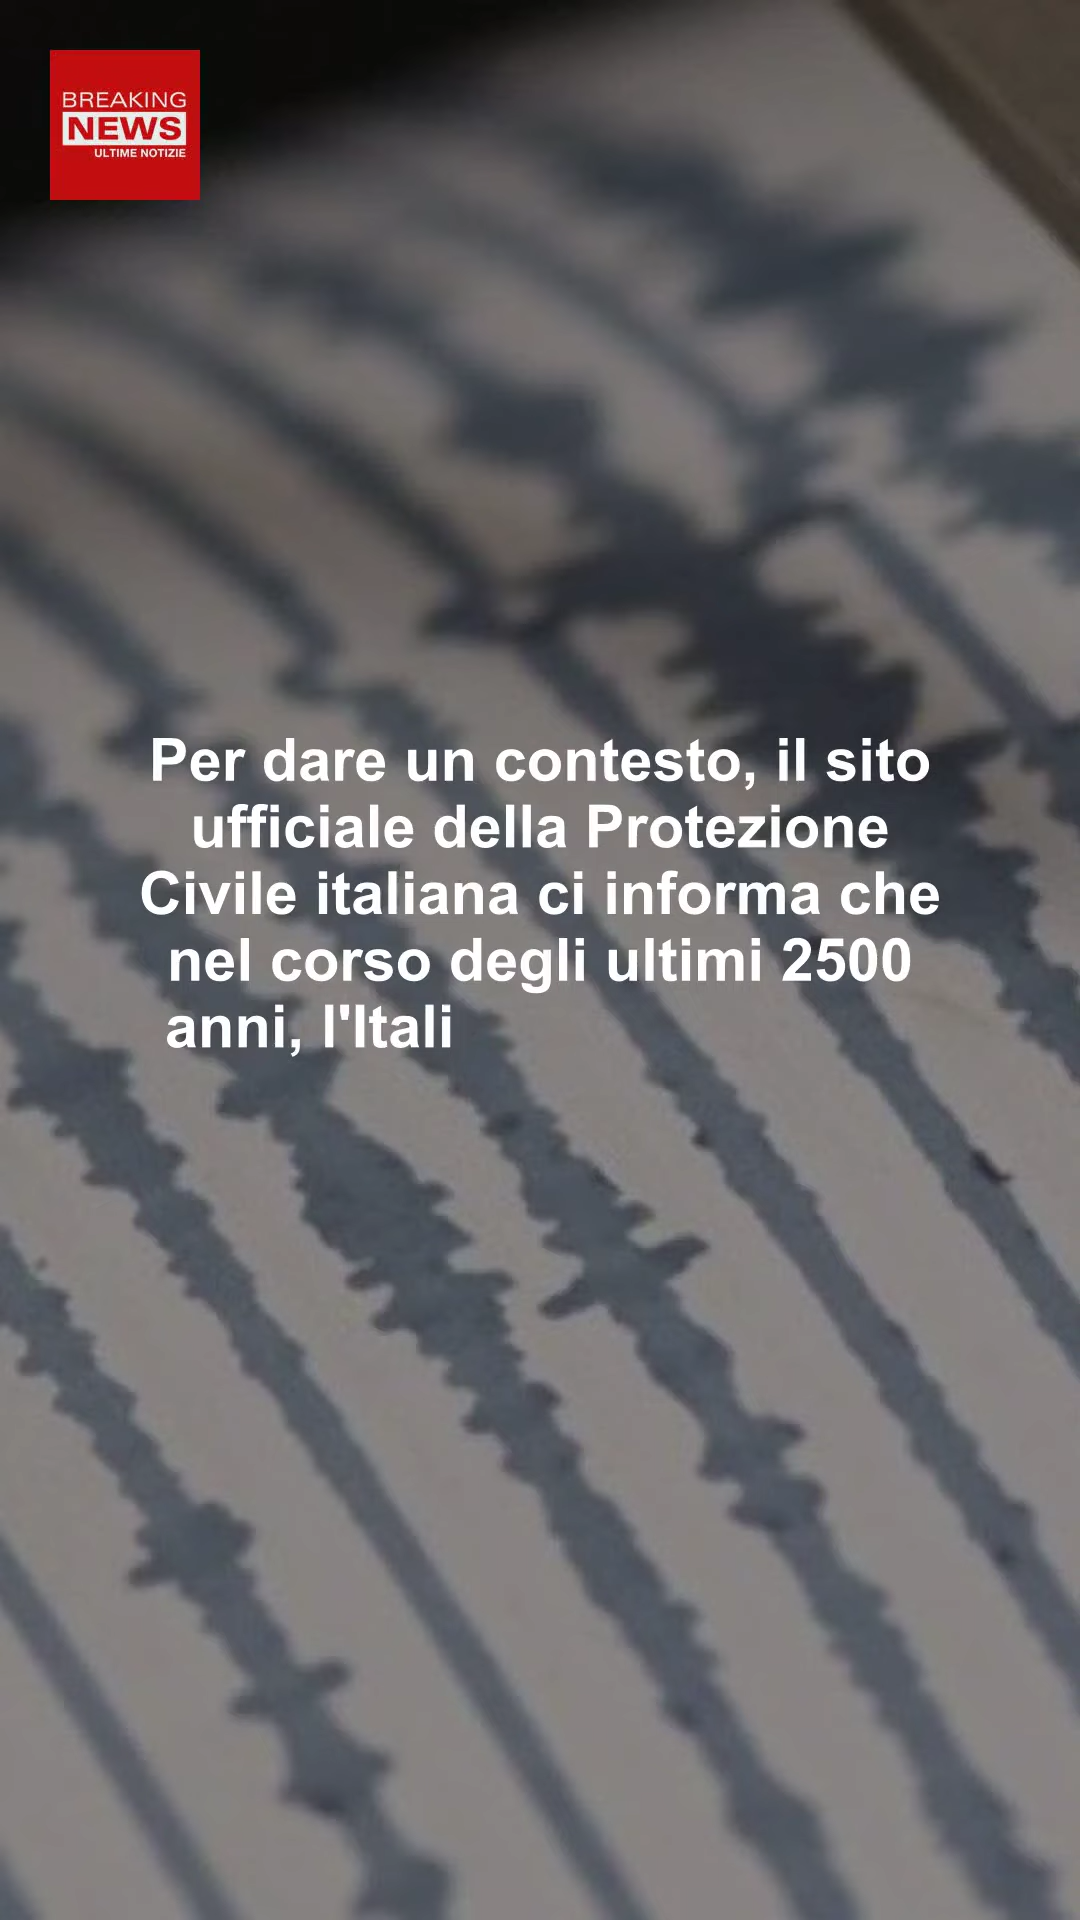 BREAKING
NEWS
ULTIME NOTIZIE
Per dare un contesto, il sito
ufficiale della Protezione
Civile italiana ci informa che
nel corso degli ultimi 2500
anni, l'Itali